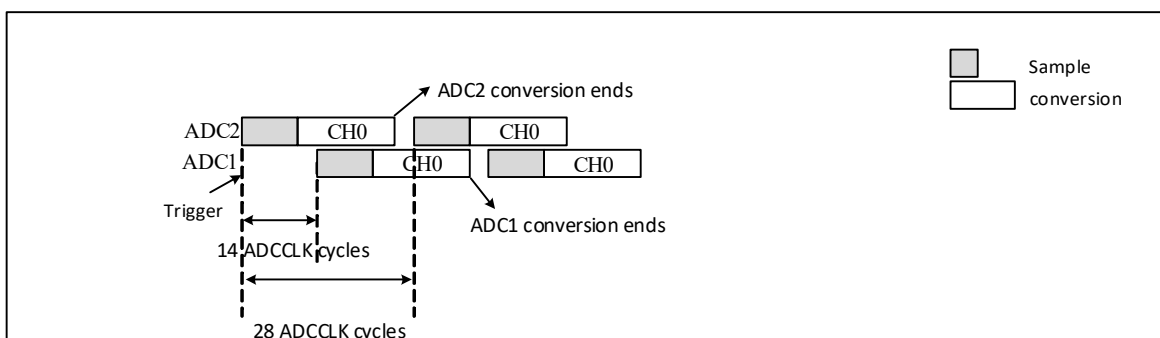 Sample
ADC2 conversion ends
conversion
ADC2 CH0 CH0
ADC1 CH0 CH0
Trigger
ADC1 conversion ends
14 ADCCLK cycles
28 ADCCLK cycles